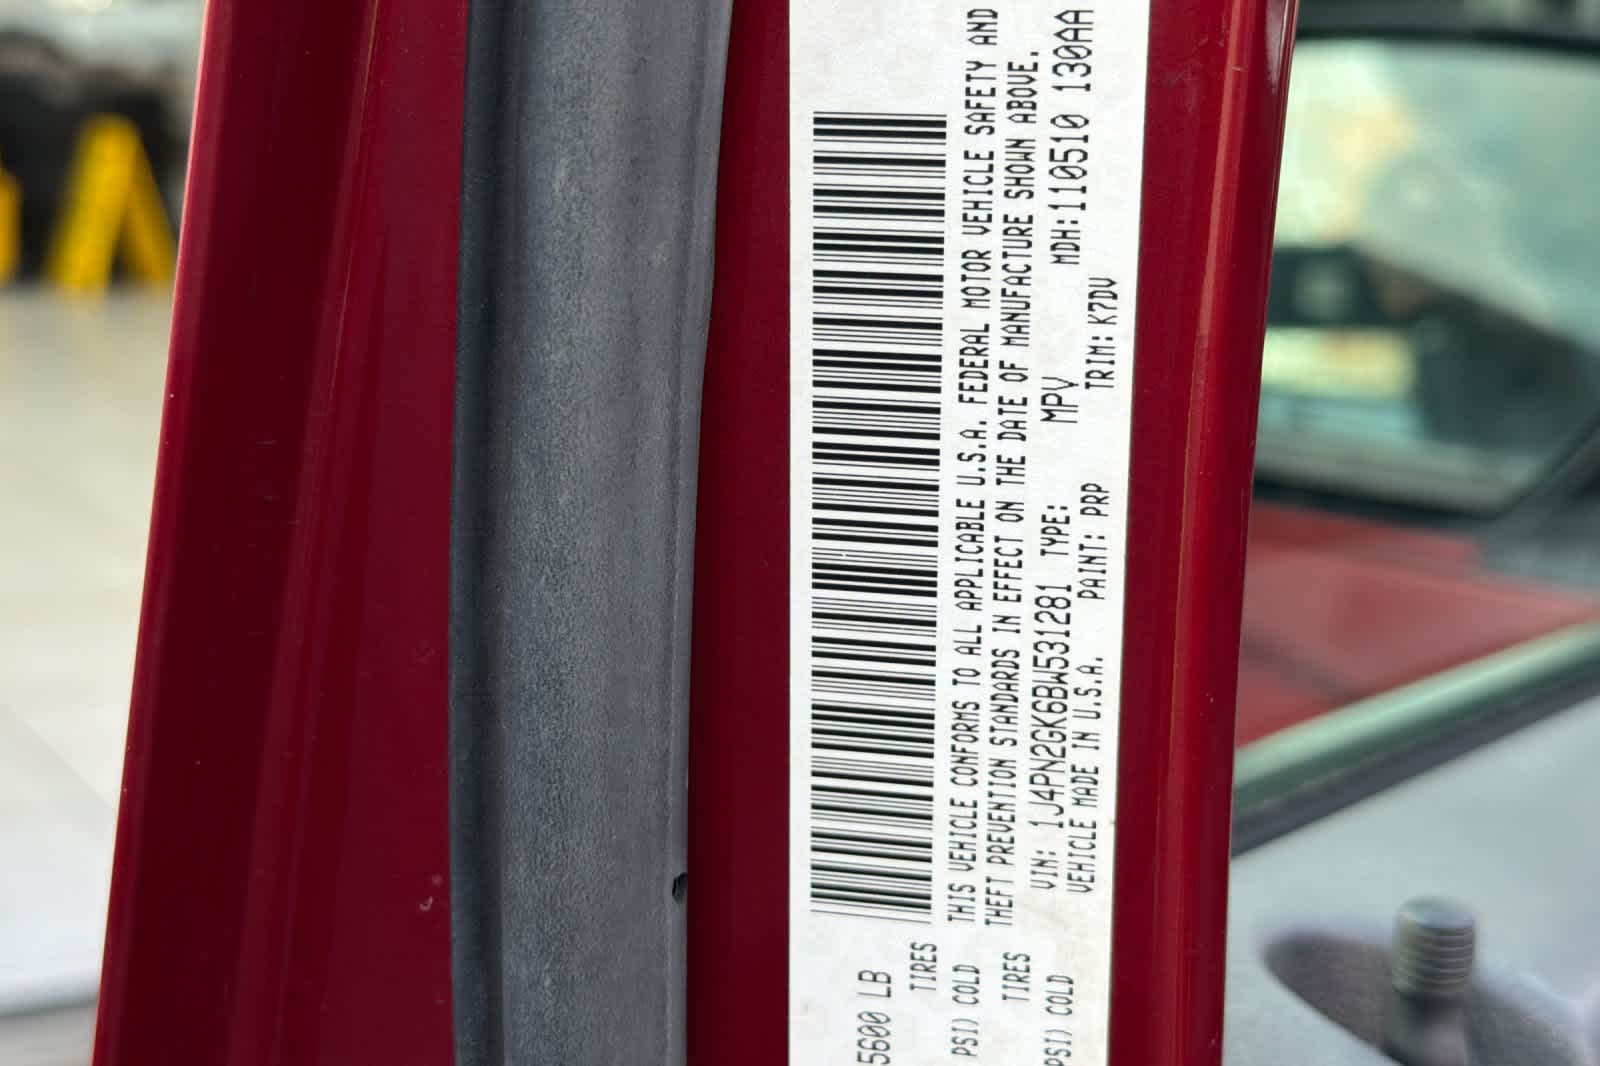 5600 LB
TIRES
PSI) COLD
TIRES
PSI) COLD
THIS VEHICLE CONFORMS TO ALL APPLICABLE U.S.A. FEDERAL MOTOR VEHICLE SAFETY AND
THEFT PREVENTION STANDARDS IN EFFECT ON THE DATE OF MANUFACTURE SHOWN ABOVE.
VIN: 1J4PN2GK6BW531281 TYPE: MPV MDH:110510 130AA
VEHICLE MADE IN U.S.A. PAINT: PRP TRIM: K7DV